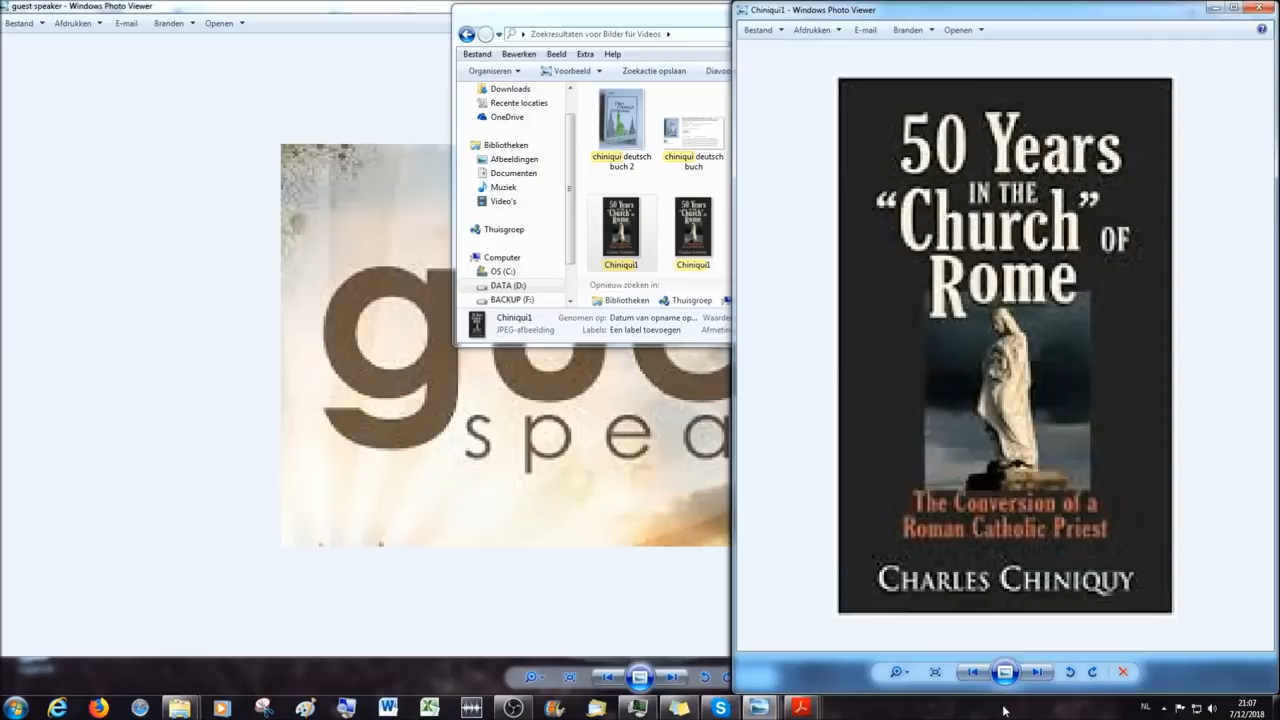 guest speaker - Windows Photo Viewer
Bestand Afdrukken E-mail Branden Openen
gue
spea
Zoekresultaten voor Bilder für Videos
Bestand Bewerken Beeld Extra Help
Organiseren Voorbeeld Zoekactie opslaan Diavoo
Downloads
Recente locaties
OneDrive
Bibliotheken
Afbeeldingen
Documenten
Muziek
Video's
Thuisgroep
Computer
OS (C:)
DATA (D:)
BACKUP (F:)
chiniqui deutsch
buch 2
chiniqui deutsch
buch
Chiniqui1
Chiniqui1
Opnieuw zoeken in:
Bibliotheken Thuisgroep
Chiniqui1 Genomen op: Datum van opname op... Waarde
JPEG-afbeelding Labels: Een label toevoegen Afmetin
Chiniqui1 - Windows Photo Viewer
Bestand Afdrukken E-mail Branden Openen
50 Years
IN THE
“Church” OF
Rome
The Conversion of a
Roman Catholic Priest
CHARLES CHINIQUY
NL
21:07
7/12/2018